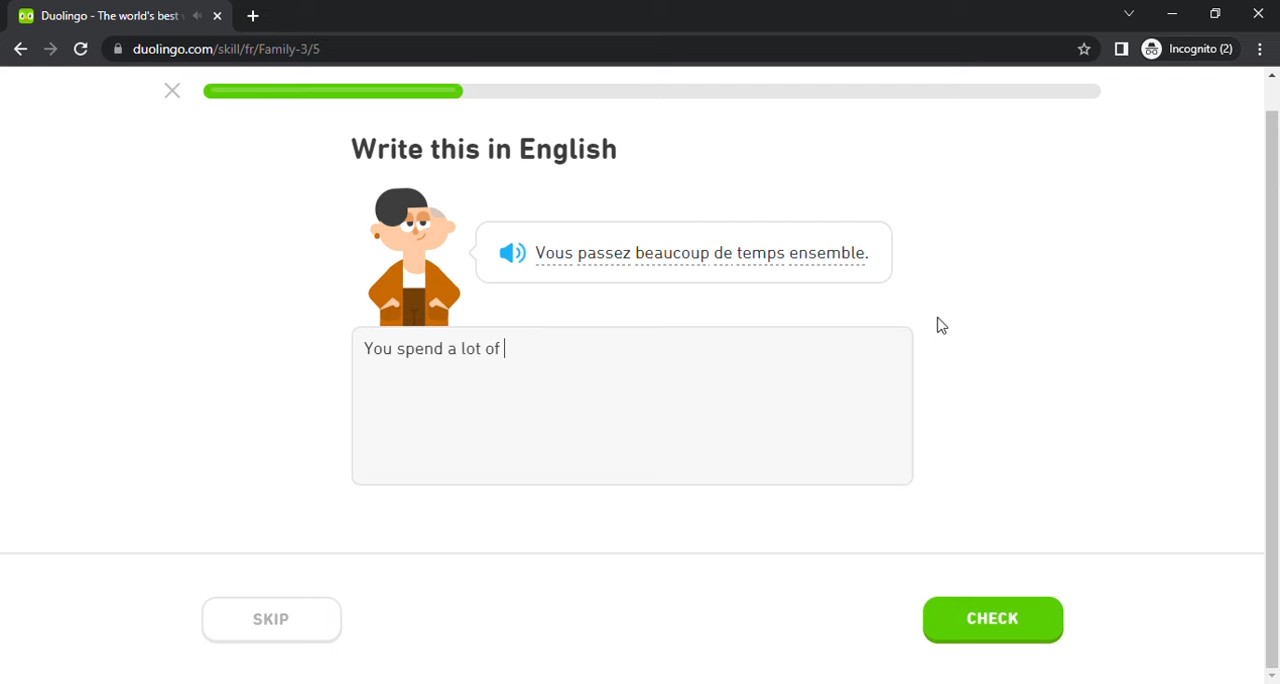 Duolingo - The world's best
duolingo.com/skill/fr/Family-3/5
Incognito (2)
Write this in English
Vous passez beaucoup de temps ensemble.
You spend a lot of
SKIP
CHECK